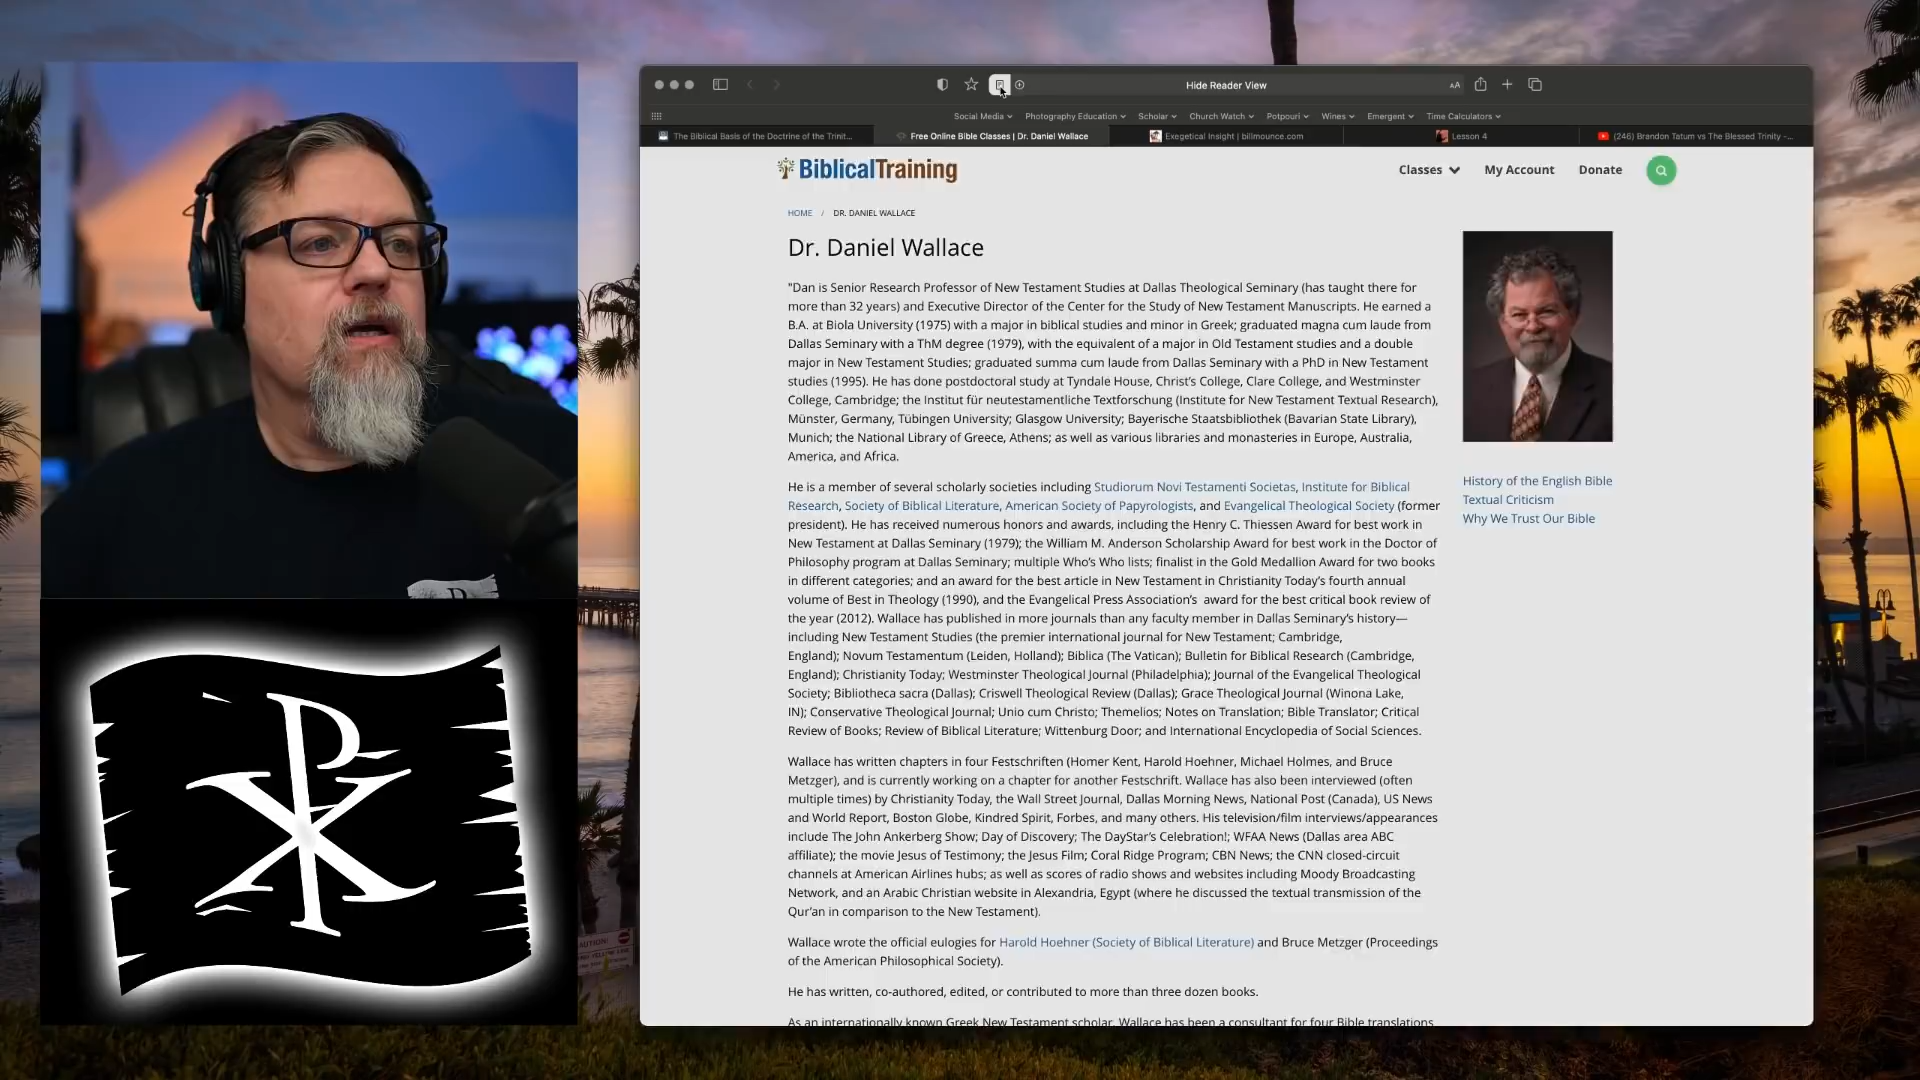 Hide Reader View
AA
Social Media
Photography Education
Scholar
Church Watch
Potpouri
Wines
Emergent
Time Calculators
The Biblical Basis of the Doctrine of the Trinit...
Free Online Bible Classes | Dr. Daniel Wallace
Exegetical Insight | billmounce.com
Lesson 4
(246) Brandon Tatum vs The Blessed Trinity -...
BiblicalTraining
Classes
My Account
Donate
HOME / DR. DANIEL WALLACE
Dr. Daniel Wallace
"Dan is Senior Research Professor of New Testament Studies at Dallas Theological Seminary (has taught there for
more than 32 years) and Executive Director of the Center for the Study of New Testament Manuscripts. He earned a
B.A. at Biola University (1975) with a major in biblical studies and minor in Greek; graduated magna cum laude from
Dallas Seminary with a ThM degree (1979), with the equivalent of a major in Old Testament studies and a double
major in New Testament Studies; graduated summa cum laude from Dallas Seminary with a PhD in New Testament
studies (1995). He has done postdoctoral study at Tyndale House, Christ's College, Clare College, and Westminster
College, Cambridge; the Institut für neutestamentliche Textforschung (Institute for New Testament Textual Research),
Münster, Germany, Tübingen University; Glasgow University; Bayerische Staatsbibliothek (Bavarian State Library),
Munich; the National Library of Greece, Athens; as well as various libraries and monasteries in Europe, Australia,
America, and Africa.
He is a member of several scholarly societies including Studiorum Novi Testamenti Societas, Institute for Biblical
Research, Society of Biblical Literature, American Society of Papyrologists, and Evangelical Theological Society (former
president). He has received numerous honors and awards, including the Henry C. Thiessen Award for best work in
New Testament at Dallas Seminary (1979); the William M. Anderson Scholarship Award for best work in the Doctor of
Philosophy program at Dallas Seminary; multiple Who's Who lists; finalist in the Gold Medallion Award for two books
in different categories; and an award for the best article in New Testament in Christianity Today's fourth annual
volume of Best in Theology (1990), and the Evangelical Press Association's award for the best critical book review of
the year (2012). Wallace has published in more journals than any faculty member in Dallas Seminary's history—
including New Testament Studies (the premier international journal for New Testament; Cambridge,
England); Novum Testamentum (Leiden, Holland); Biblica (The Vatican); Bulletin for Biblical Research (Cambridge,
England); Christianity Today; Westminster Theological Journal (Philadelphia); Journal of the Evangelical Theological
Society; Bibliotheca sacra (Dallas); Criswell Theological Review (Dallas); Grace Theological Journal (Winona Lake,
IN); Conservative Theological Journal; Unio cum Christo; Themelios; Notes on Translation; Bible Translator; Critical
Review of Books; Review of Biblical Literature; Wittenburg Door; and International Encyclopedia of Social Sciences.
Wallace has written chapters in four Festschriften (Homer Kent, Harold Hoehner, Michael Holmes, and Bruce
Metzger), and is currently working on a chapter for another Festschrift. Wallace has also been interviewed (often
multiple times) by Christianity Today, the Wall Street Journal, Dallas Morning News, National Post (Canada), US News
and World Report, Boston Globe, Kindred Spirit, Forbes, and many others. His television/film interviews/appearances
include The John Ankerberg Show; Day of Discovery; The DayStar's Celebration!; WFAA News (Dallas area ABC
affiliate); the movie Jesus of Testimony; the Jesus Film; Coral Ridge Program; CBN News; the CNN closed-circuit
channels at American Airlines hubs; as well as scores of radio shows and websites including Moody Broadcasting
Network, and an Arabic Christian website in Alexandria, Egypt (where he discussed the textual transmission of the
Qur'an in comparison to the New Testament).
Wallace wrote the official eulogies for Harold Hoehner (Society of Biblical Literature) and Bruce Metzger (Proceedings
of the American Philosophical Society).
He has written, co-authored, edited, or contributed to more than three dozen books.
As an internationally known Greek New Testament scholar, Wallace has been a consultant for four Bible translations
History of the English Bible
Textual Criticism
Why We Trust Our Bible